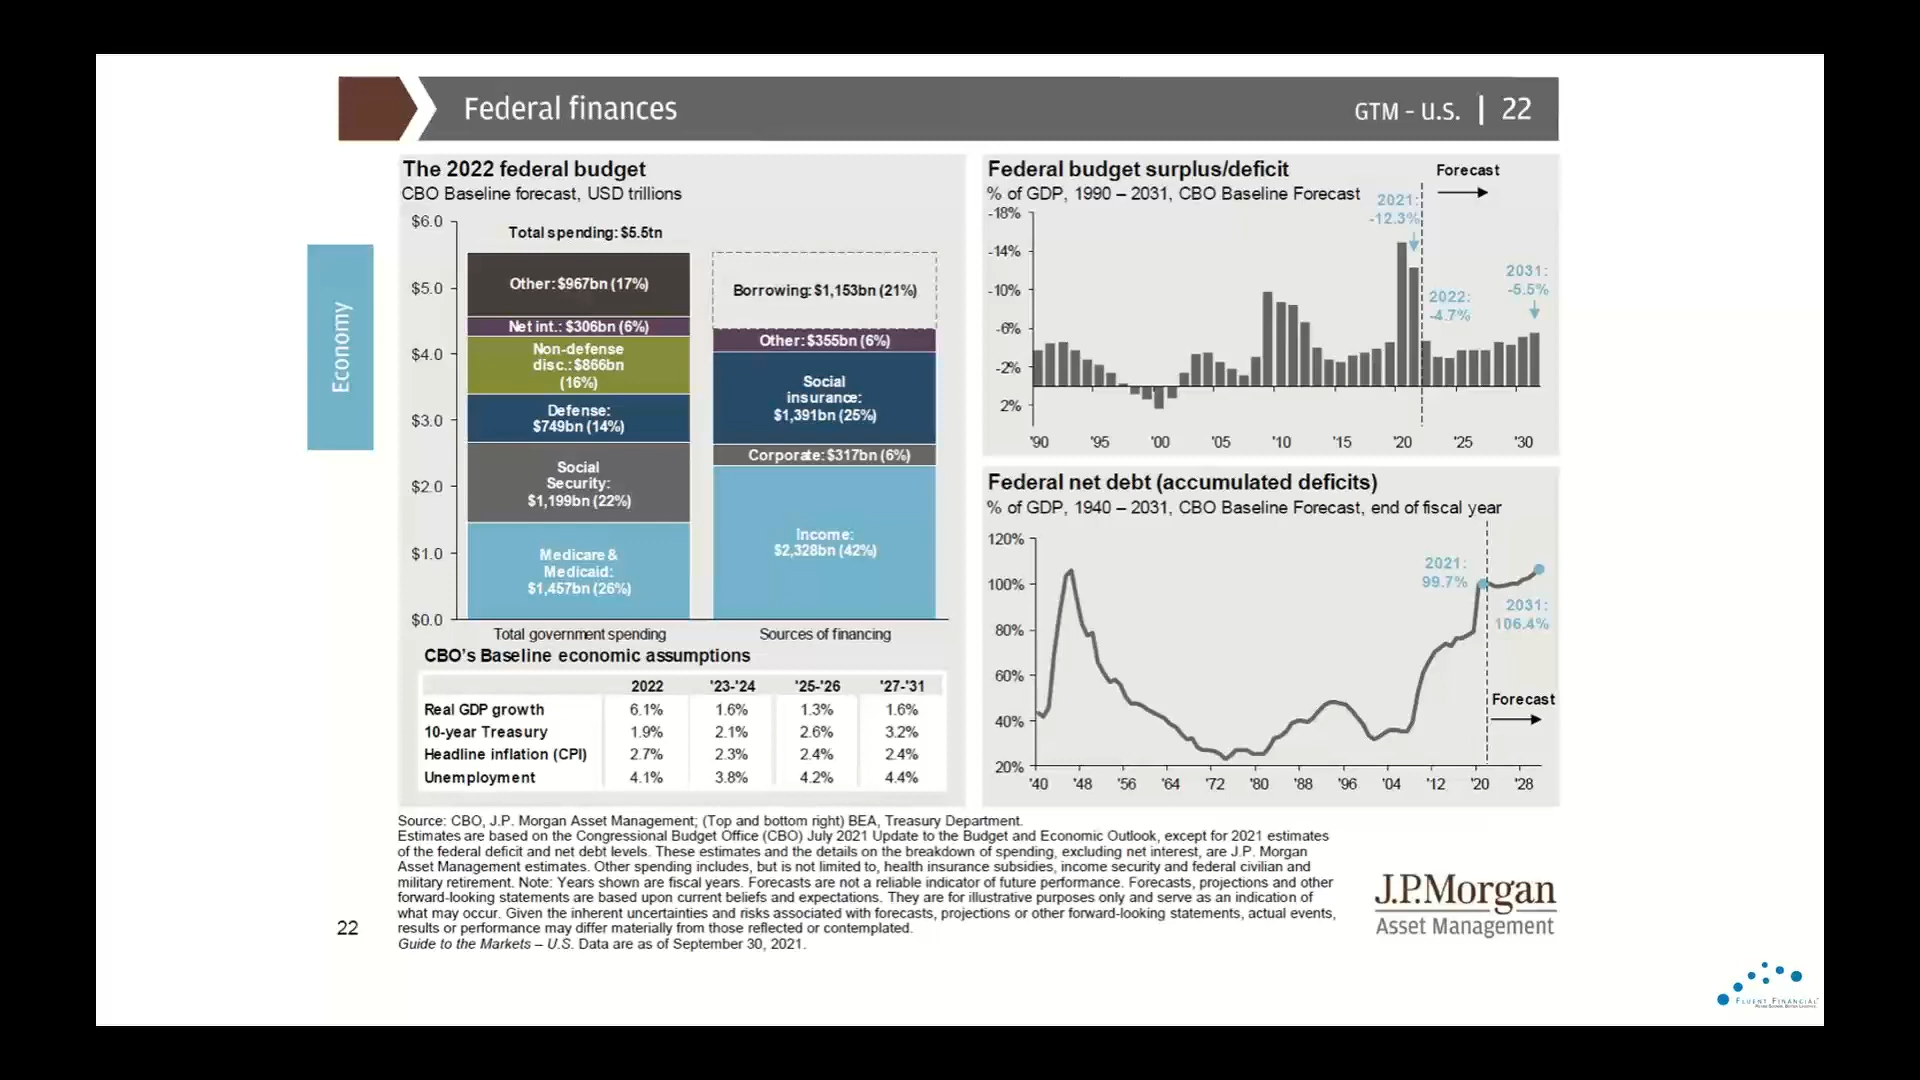 Federal finances
GTM - U.S. | 22
Economy
The 2022 federal budget
CBO Baseline forecast, USD trillions
$6.0
$5.0
$4.0
$3.0
$2.0
$1.0
$0.0
Total spending: $5.5tn
Other: $967bn (17%)
Net int.: $306bn (6%)
Non-defense
disc.: $866bn
(16%)
Defense:
$749bn (14%)
Social
Security:
$1,199bn (22%)
Medicare &
Medicaid:
$1,457bn (26%)
Borrowing: $1,153bn (21%)
Other: $355bn (6%)
Social
insurance:
$1,391bn (25%)
Corporate: $317bn (6%)
Income:
$2,328bn (42%)
Total government spending
Sources of financing
CBO's Baseline economic assumptions
2022 '23-'24 '25-'26 '27-'31
Real GDP growth 6.1% 1.6% 1.3% 1.6%
10-year Treasury 1.9% 2.1% 2.6% 3.2%
Headline inflation (CPI) 2.7% 2.3% 2.4% 2.4%
Unemployment 4.1% 3.8% 4.2% 4.4%
Federal budget surplus/deficit
% of GDP, 1990 – 2031, CBO Baseline Forecast
Forecast
-18%
-14%
-10%
-6%
-2%
2%
2021:
-12.3%
2022:
-4.7%
2031:
-5.5%
'90 '95 '00 '05 '10 '15 '20 '25 '30
Federal net debt (accumulated deficits)
% of GDP, 1940 – 2031, CBO Baseline Forecast, end of fiscal year
120%
100%
80%
60%
40%
20%
2021:
99.7%
2031:
106.4%
Forecast
'40 '48 '56 '64 '72 '80 '88 '96 '04 '12 '20 '28
Source: CBO, J.P. Morgan Asset Management; (Top and bottom right) BEA, Treasury Department.
Estimates are based on the Congressional Budget Office (CBO) July 2021 Update to the Budget and Economic Outlook, except for 2021 estimates
of the federal deficit and net debt levels. These estimates and the details on the breakdown of spending, excluding net interest, are J.P. Morgan
Asset Management estimates. Other spending includes, but is not limited to, health insurance subsidies, income security and federal civilian and
military retirement. Note: Years shown are fiscal years. Forecasts are not a reliable indicator of future performance. Forecasts, projections and other
forward-looking statements are based upon current beliefs and expectations. They are for illustrative purposes only and serve as an indication of
what may occur. Given the inherent uncertainties and risks associated with forecasts, projections or other forward-looking statements, actual events,
results or performance may differ materially from those reflected or contemplated.
Guide to the Markets – U.S. Data are as of September 30, 2021.
22
J.P.Morgan
Asset Management
FLUENT FINANCIAL